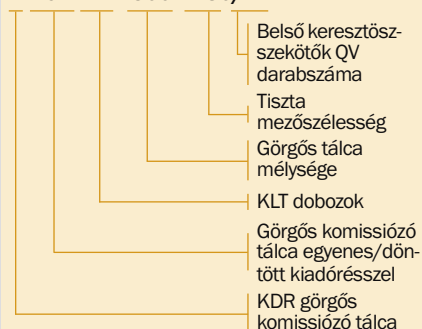 Belső keresztösz-
szekötők QV
darabszáma
Tiszta
mezőszélesség
Görgős tálca
mélysége
KLT dobozok
Görgős komissiózó
tálca egyenes/dön-
tött kiadórésszel
KDR görgős
komissiózó tálca